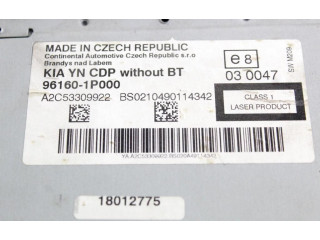 MADE IN CZECH REPUBLIC
Continental Automotive Czech Republic s.r.o
Brandys nad Labem
KIA YN CDP without BT
96160-1P000
A2C53309922 BS0210490114342
e8
03 0047
CLASS 1
LASER PRODUCT
18012775